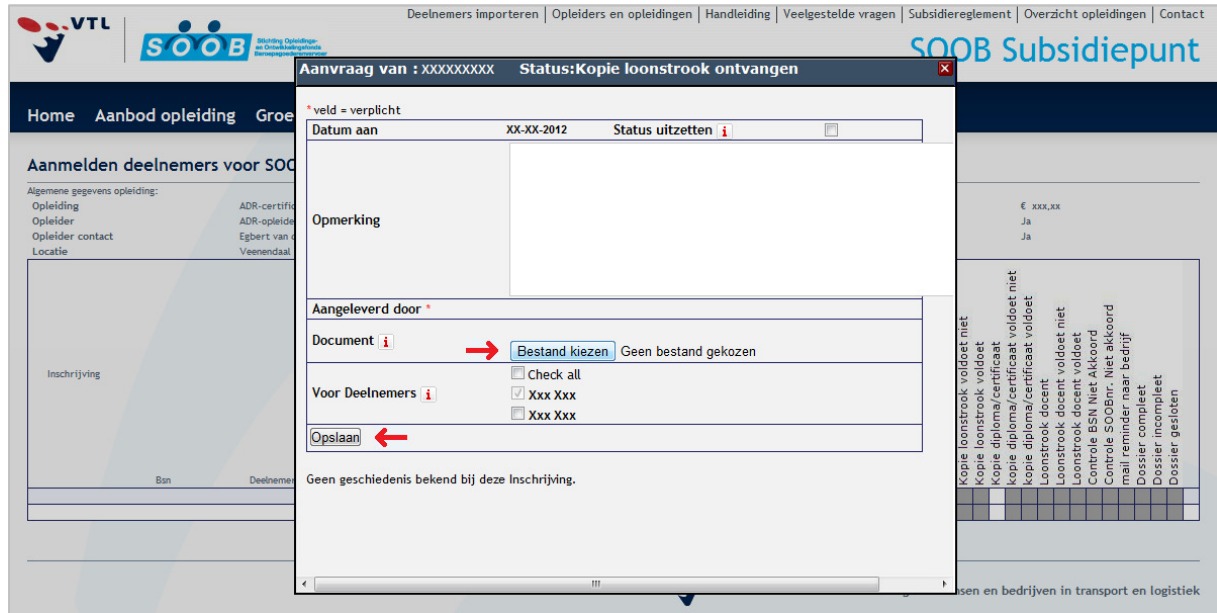 Deelnemers importeren | Opleiders en opleidingen | Handleiding | Veelgestelde vragen | Subsidiereglement | Overzicht opleidingen | Contact
VTL
SOOB
Stichting Opleidings-
en Ontwikkelingsfonds
Beroepsgoederenvervoer
SOOB Subsidiepunt
Home Aanbod opleiding Groe
Aanmelden deelnemers voor SOO
Algemene gegevens opleiding:
Opleiding ADR-certific € xxx,xx
Opleider ADR-opleide Ja
Opleider contact Egbert van d Ja
Locatie Veenendaal
Inschrijving
Bsn
Deelnemer
Aanvraag van : XXXXXXXXX Status:Kopie loonstrook ontvangen
* veld = verplicht
Datum aan XX-XX-2012 Status uitzetten i
Opmerking
Aangeleverd door *
Document i Bestand kiezen Geen bestand gekozen
Voor Deelnemers i
Check all
Xxx Xxx
Xxx Xxx
Opslaan
Geen geschiedenis bekend bij deze Inschrijving.
Kopie loonstrook voldoet niet
Kopie loonstrook voldoet
Kopie diploma/certificaat
kopie diploma/certificaat voldoet niet
kopie diploma/certificaat voldoet
Loonstrook docent
Loonstrook docent voldoet niet
Loonstrook docent voldoet
Controle BSN Niet Akkoord
Controle SOOBnr. Niet akkoord
mail reminder naar bedrijf
Dossier compleet
Dossier incompleet
Dossier gesloten
nsen en bedrijven in transport en logistiek